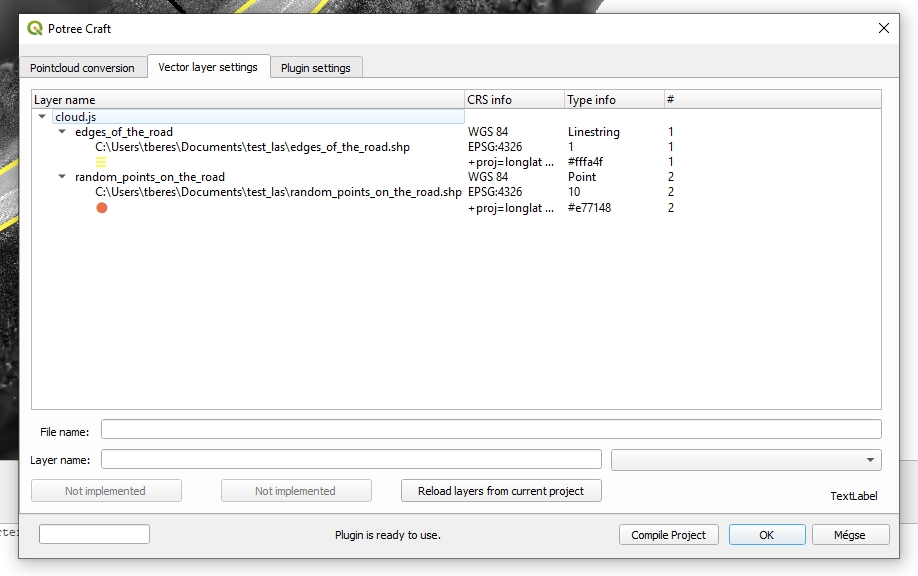 Potree Craft
Pointcloud conversion Vector layer settings Plugin settings
Layer name CRS info Type info #
cloud.js
edges_of_the_road WGS 84 Linestring 1
C:\Users\tberes\Documents\test_las\edges_of_the_road.shp EPSG:4326 1 1
+proj=longlat ... #fffa4f 1
random_points_on_the_road WGS 84 Point 2
C:\Users\tberes\Documents\test_las\random_points_on_the_road.shp EPSG:4326 10 2
+proj=longlat ... #e77148 2
File name:
Layer name:
Not implemented Not implemented Reload layers from current project
TextLabel
Plugin is ready to use. Compile Project OK Mégse